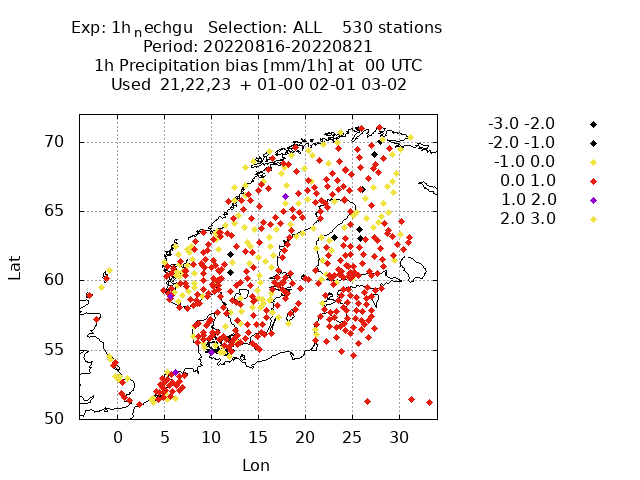 Exp: 1h nechgu Selection: ALL 530 stations
Period: 20220816-20220821
1h Precipitation bias [mm/1h] at 00 UTC
Used 21,22,23 + 01-00 02-01 03-02
-3.0 -2.0
-2.0 -1.0
-1.0 0.0
0.0 1.0
1.0 2.0
2.0 3.0
70
65
60
55
50
Lat
0 5 10 15 20 25 30
Lon